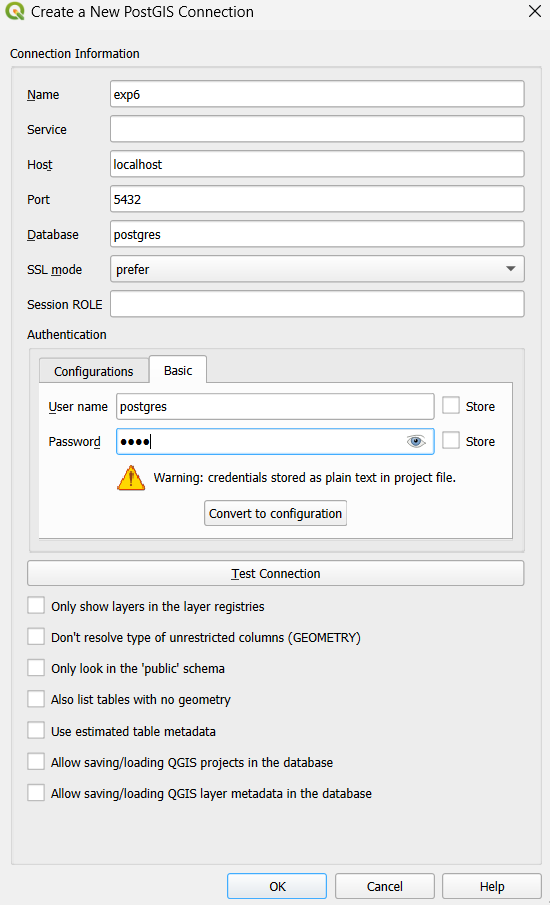 Create a New PostGIS Connection
Connection Information
Name exp6
Service
Host localhost
Port 5432
Database postgres
SSL mode prefer
Session ROLE
Authentication
Configurations Basic
User name postgres Store
Password ●●●● Store
Warning: credentials stored as plain text in project file.
Convert to configuration
Test Connection
Only show layers in the layer registries
Don't resolve type of unrestricted columns (GEOMETRY)
Only look in the 'public' schema
Also list tables with no geometry
Use estimated table metadata
Allow saving/loading QGIS projects in the database
Allow saving/loading QGIS layer metadata in the database
OK Cancel Help